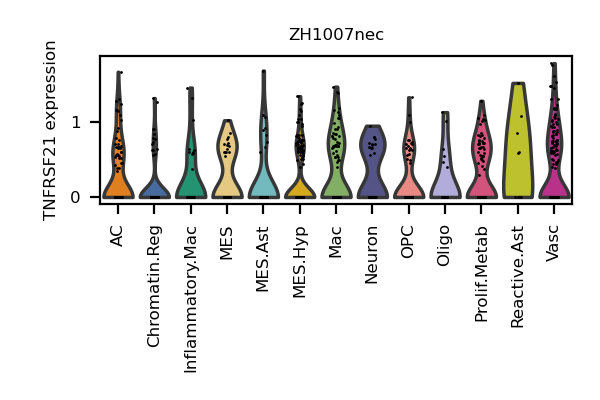 ZH1007nec
TNFRSF21 expression
1
0
AC
Chromatin.Reg
Inflammatory.Mac
MES
MES.Ast
MES.Hyp
Mac
Neuron
OPC
Oligo
Prolif.Metab
Reactive.Ast
Vasc